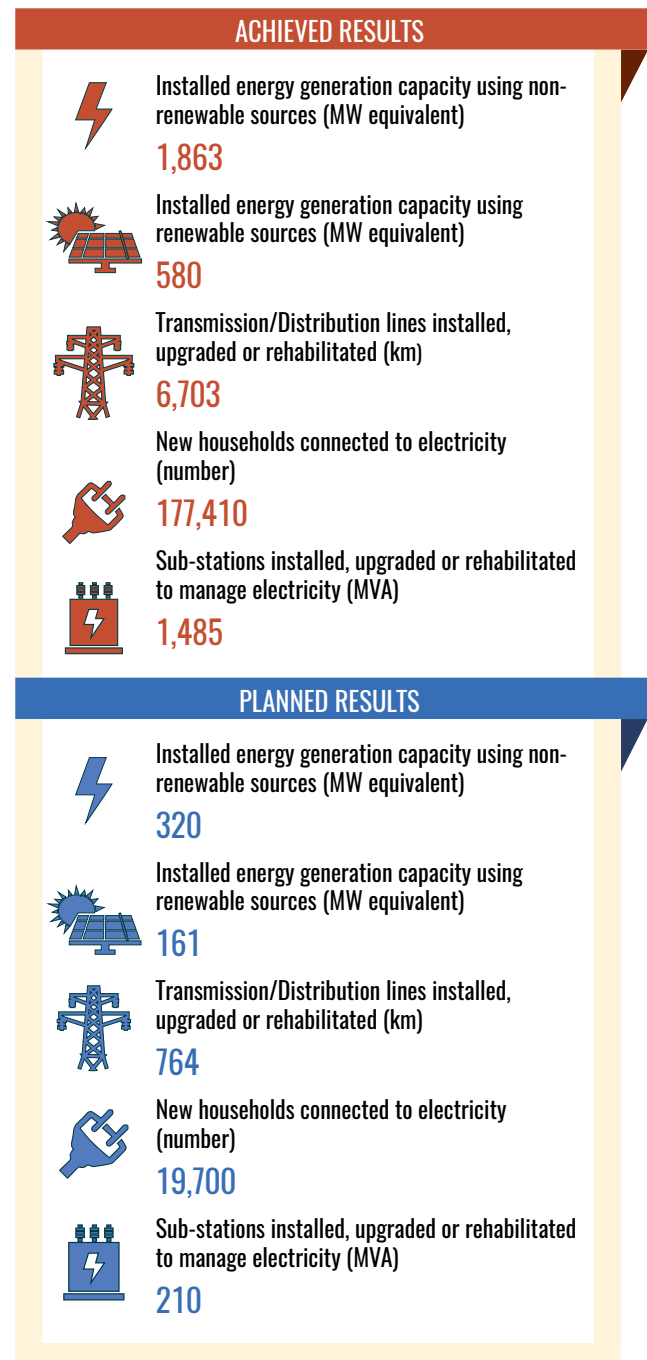 ACHIEVED RESULTS
Installed energy generation capacity using non-
renewable sources (MW equivalent)
1,863
Installed energy generation capacity using
renewable sources (MW equivalent)
580
Transmission/Distribution lines installed,
upgraded or rehabilitated (km)
6,703
New households connected to electricity
(number)
177,410
Sub-stations installed, upgraded or rehabilitated
to manage electricity (MVA)
1,485
PLANNED RESULTS
Installed energy generation capacity using non-
renewable sources (MW equivalent)
320
Installed energy generation capacity using
renewable sources (MW equivalent)
161
Transmission/Distribution lines installed,
upgraded or rehabilitated (km)
764
New households connected to electricity
(number)
19,700
Sub-stations installed, upgraded or rehabilitated
to manage electricity (MVA)
210